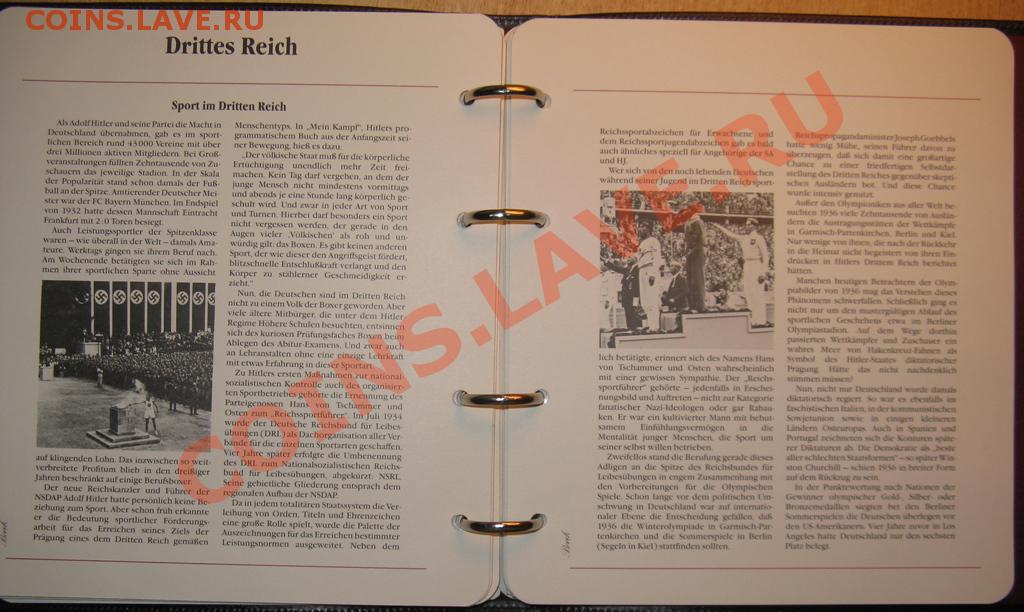 COINS.LAVE.RU
Drittes Reich
Sport im Dritten Reich
Als Adolf Hitler und seine Partei die Macht in
Deutschland übernahmen, gab es im sport-
lichen Bereich rund 43 000 Vereine mit über
drei Millionen aktiven Mitgliedern. Bei Groß-
veranstaltungen füllten Zehntausende von Zu-
schauern das jeweilige Stadion. In der Skala
der Popularität stand schon damals der Fuß-
ball an der Spitze. Amtierender Deutscher Mei-
ster war der FC Bayern München. Im Endspiel
von 1932 hatte dessen Mannschaft Eintracht
Frankfurt mit 2:0 Toren besiegt.
Auch Leistungssportler der Spitzenklasse
waren – wie überall in der Welt – damals Ama-
teure. Werktags gingen sie ihrem Beruf nach.
Am Wochenende betätigten sie sich im Rah-
men ihrer sportlichen Sparte ohne Aussicht
auf klingenden Lohn. Das inzwischen so weit-
verbreitete Profitum blieb in den dreißiger
Jahren beschränkt auf einige Berufsboxer.
Der neue Reichskanzler und Führer der
NSDAP Adolf Hitler hatte persönlich keine Be-
ziehung zum Sport. Aber schon früh erkannte
er die Bedeutung sportlicher Förderungs-
arbeit für das Erreichen seines Ziels der
Prägung eines dem Dritten Reich gemäßen
Menschentyps. In „Mein Kampf", Hitlers pro-
grammatischem Buch aus der Anfangszeit sei-
ner Bewegung, hieß es dazu:
„Der völkische Staat muß für die körperliche
Ertüchtigung unendlich mehr Zeit frei-
machen. Kein Tag darf vergehen, an dem der
junge Mensch nicht mindestens vormittags
und abends je eine Stunde lang körperlich ge-
schult wird. Und zwar in jeder Art von Sport
und Turnen. Hierbei darf besonders ein Sport
nicht vergessen werden, der gerade in den
Augen vieler ‚Völkischen' als roh und un-
würdig gilt: das Boxen. Es gibt keinen anderen
Sport, der wie dieser den Angriffsgeist fördert,
blitzschnelle Entschlußkraft verlangt und den
Körper zu stählerner Geschmeidigkeit er-
zieht."
Nun, die Deutschen sind im Dritten Reich
nicht zu einem Volk der Boxer geworden. Aber
viele ältere Mitbürger, die unter dem Hitler-
Regime Höhere Schulen besuchten, entsinnen
sich des kuriosen Prüfungsfaches Boxen beim
Ablegen des Abitur-Examens. Und zwar auch
an Lehranstalten ohne eine einzige Lehrkraft
mit etwas Erfahrung in dieser Sportart.
Zu Hitlers ersten Maßnahmen zur national-
sozialistischen Kontrolle auch des organisier-
ten Sportbetriebs gehörte die Ernennung des
Parteigenossen Hans von Tschammer und
Osten zum „Reichssportführer". Im Juli 1934
wurde der Deutsche Reichsbund für Leibes-
übungen (DRL) als Dachorganisation aller Ver-
bände für die einzelnen Sportarten geschaffen.
Vier Jahre später erfolgte die Umbenennung
des DRL zum Nationalsozialistischen Reichs-
bund für Leibesübungen, abgekürzt: NSRL.
Seine gebietliche Gliederung entsprach dem
regionalen Aufbau der NSDAP.
Da in jedem totalitären Staatssystem die Ver-
leihung von Orden, Titeln und Ehrenzeichen
eine große Rolle spielt, wurde die Palette der
Auszeichnungen für das Erreichen bestimmter
Leistungsnormen ausgeweitet. Neben dem
Reichssportabzeichen für Erwachsene und
dem Reichssportjugendabzeichen gab es bald
auch ähnliches speziell für Angehörige der SA
und HJ.
Wer sich von den noch lebenden Deutschen
während seiner Jugend im Dritten Reich sport-
lich betätigte, erinnert sich des Namens Hans
von Tschammer und Osten wahrscheinlich
mit einer gewissen Sympathie. Der „Reichs-
sportführer" gehörte – jedenfalls in Erschei-
nungsbild und Auftreten – nicht zur Kategorie
fanatischer Nazi-Ideologen oder gar Rabau-
ken. Er war ein kultivierter Mann mit behut-
samem Einfühlungsvermögen in die
Mentalität junger Menschen, die Sport um
seiner selbst willen betrieben.
Zweifellos stand die Berufung gerade dieses
Adligen an die Spitze des Reichsbundes für
Leibesübungen in engem Zusammenhang mit
den Vorbereitungen für die Olympischen
Spiele. Schon lange vor dem politischen Um-
schwung in Deutschland war auf internatio-
naler Ebene die Entscheidung gefallen, daß
1936 die Winterolympiade in Garmisch-Par-
tenkirchen und die Sommerspiele in Berlin
(Segeln in Kiel) stattfinden sollten.
Reichspropagandaminister Joseph Goebbels
hatte wenig Mühe, seinen Führer davon zu
überzeugen, daß sich damit eine großartige
Chance zu einer friedfertigen Selbstdar-
stellung des Dritten Reiches gegenüber skepti-
schen Ausländern bot. Und diese Chance
wurde intensiv genutzt.
Außer den Olympioniken aus aller Welt be-
suchten 1936 viele Zehntausende von Auslän-
dern die Austragungsstätten der Wettkämpfe
in Garmisch-Partenkirchen, Berlin und Kiel.
Nur wenige von ihnen, die nach der Rückkehr
in die Heimat nicht begeistert von ihren Ein-
drücken in Hitlers Drittem Reich berichtet
hätten.
Manchen heutigen Betrachtern der Olym-
piabilder von 1936 mag das Verstehen dieses
Phänomens schwerfallen. Schließlich ging es
nicht nur um den mustergültigen Ablauf des
sportlichen Geschehens etwa im Berliner
Olympiastadion. Auf dem Wege dorthin
passierten Wettkämpfer und Zuschauer ein
wahres Meer von Hakenkreuz-Fahnen als
Symbol des Hitler-Staates diktatorischer
Prägung. Hätte das nicht nachdenklich
stimmen müssen?
Nun, nicht nur Deutschland wurde damals
diktatorisch regiert. So war es ebenfalls im
faschistischen Italien, in der kommunistischen
Sowjetunion sowie in einigen kleineren
Ländern Osteuropas. Auch in Spanien und
Portugal zeichneten sich die Konturen späte-
rer Diktaturen ab. Die Demokratie als „beste
aller schlechten Staatsformen" – so später Win-
ston Churchill – schien 1936 in breiter Form
auf dem Rückzug zu sein.
In der Punktewertung nach Nationen der
Gewinner olympischer Gold-, Silber- oder
Bronzemedaillen siegten bei den Berliner
Sommerspielen die Deutschen überlegen vor
den US-Amerikanern. Vier Jahre zuvor in Los
Angeles hatte Deutschland nur den sechsten
Platz belegt.
COINS.LAVE.RU